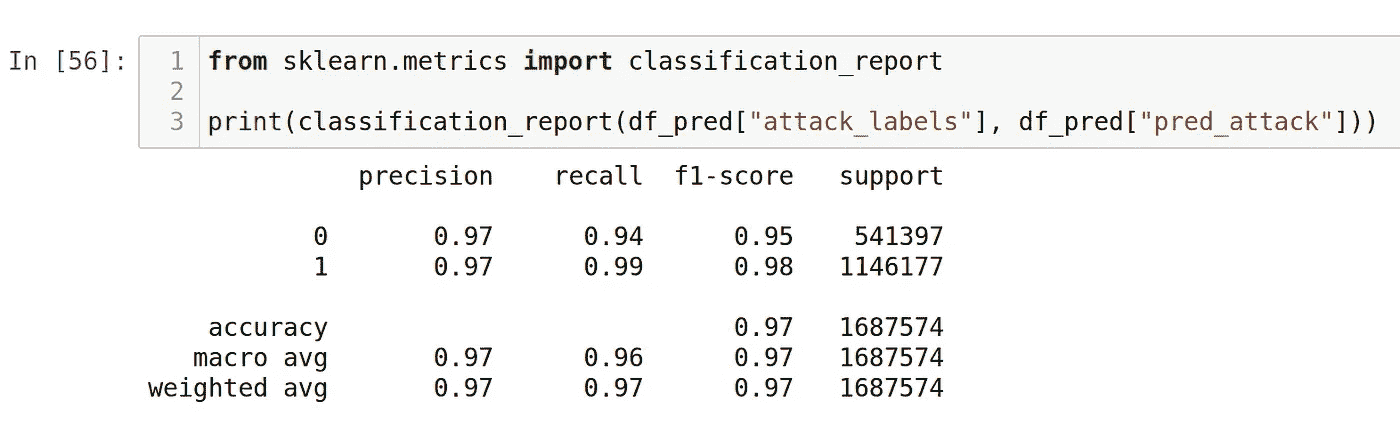 In [56]:
1 from sklearn.metrics import classification_report
2
3 print(classification_report(df_pred["attack_labels"], df_pred["pred_attack"]))
precision recall f1-score support
0 0.97 0.94 0.95 541397
1 0.97 0.99 0.98 1146177
accuracy 0.97 1687574
macro avg 0.97 0.96 0.97 1687574
weighted avg 0.97 0.97 0.97 1687574